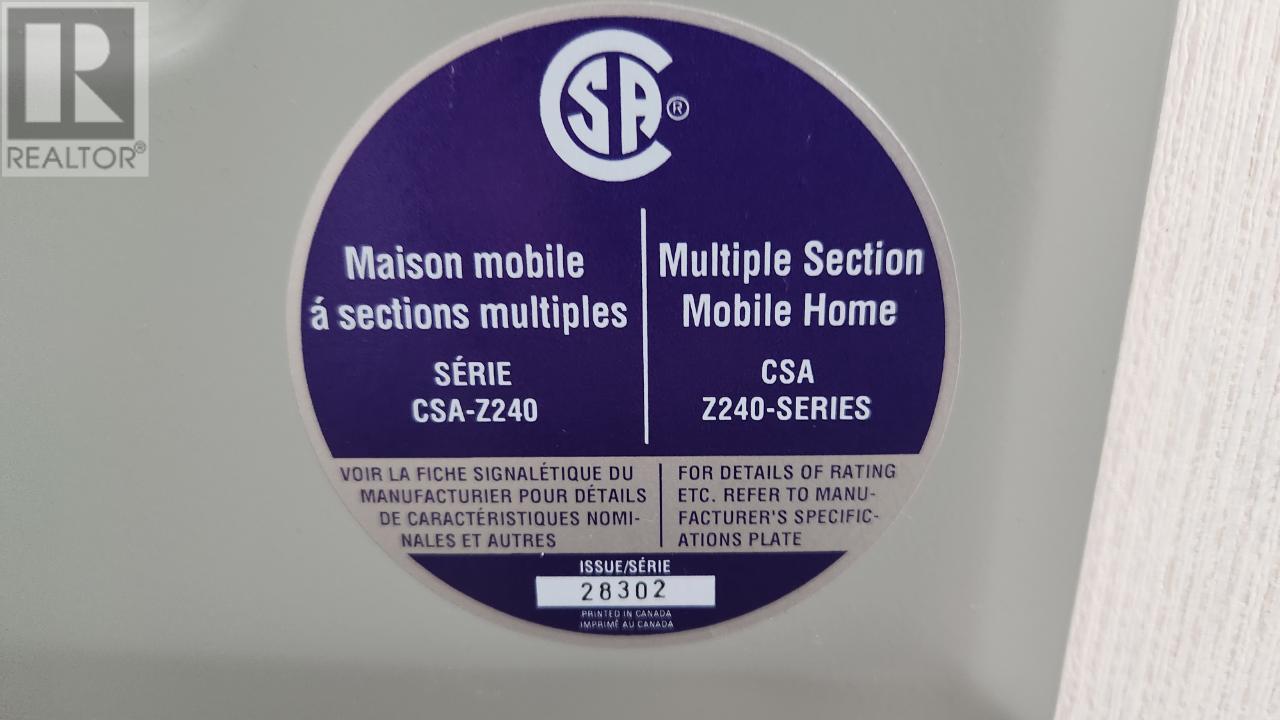 REALTOR®
CSA®
Maison mobile
á sections multiples
SÉRIE
CSA-Z240
Multiple Section
Mobile Home
CSA
Z240-SERIES
VOIR LA FICHE SIGNALÉTIQUE DU
MANUFACTURIER POUR DÉTAILS
DE CARACTÉRISTIQUES NOMI-
NALES ET AUTRES
FOR DETAILS OF RATING
ETC. REFER TO MANU-
FACTURER'S SPECIFIC-
ATIONS PLATE
ISSUE/SÉRIE
28302
PRINTED IN CANADA
IMPRIMÉ AU CANADA